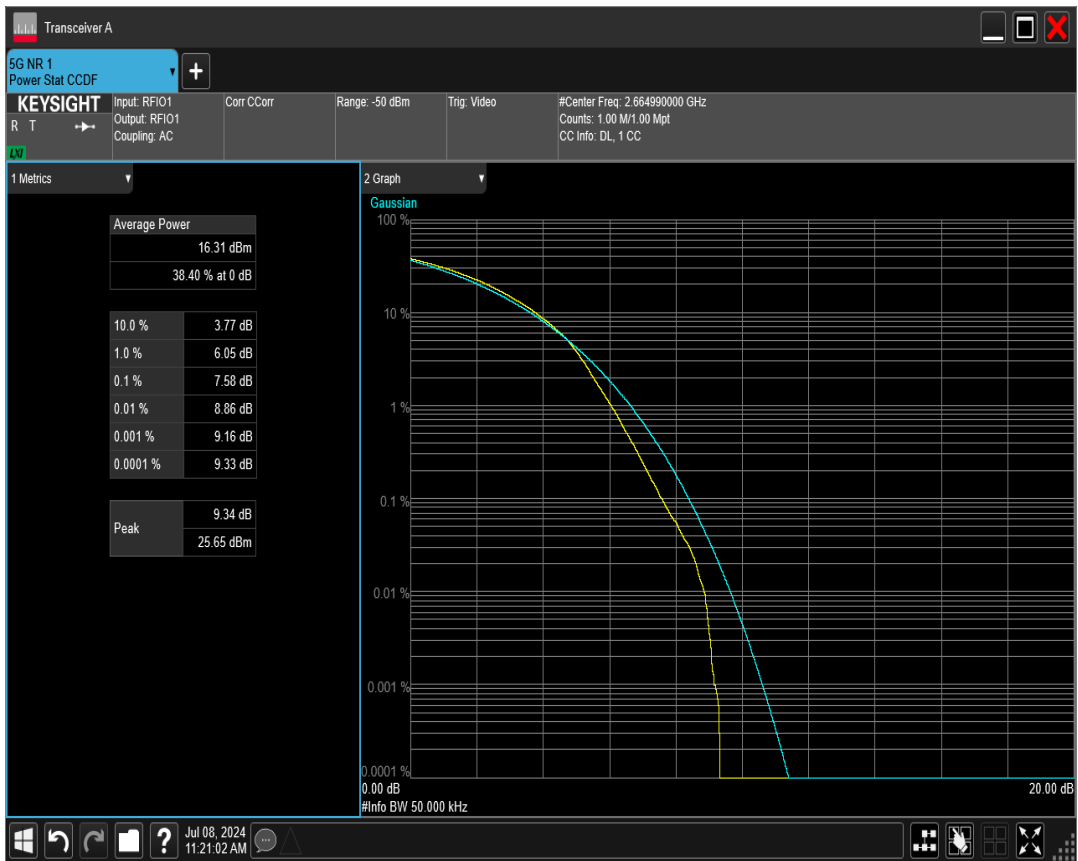 Transceiver A
5G NR 1
Power Stat CCDF
+
KEYSIGHT
R T
LXI
Input: RFIO1
Output: RFIO1
Coupling: AC
Corr CCorr
Range: -50 dBm
Trig: Video
#Center Freq: 2.664990000 GHz
Counts: 1.00 M/1.00 Mpt
CC Info: DL, 1 CC
1 Metrics
Average Power
16.31 dBm
38.40 % at 0 dB
10.0 % 3.77 dB
1.0 % 6.05 dB
0.1 % 7.58 dB
0.01 % 8.86 dB
0.001 % 9.16 dB
0.0001 % 9.33 dB
Peak 9.34 dB
25.65 dBm
2 Graph
Gaussian
100 %
10 %
1 %
0.1 %
0.01 %
0.001 %
0.0001 %
0.00 dB 20.00 dB
#Info BW 50.000 kHz
?
Jul 08, 2024
11:21:02 AM